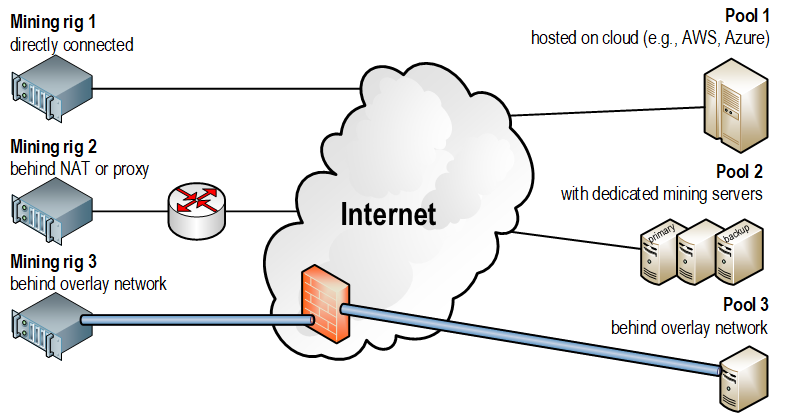 Mining rig 1
directly connected
Mining rig 2
behind NAT or proxy
Mining rig 3
behind overlay network
Internet
Pool 1
hosted on cloud (e.g., AWS, Azure)
Pool 2
with dedicated mining servers
primary
backup
Pool 3
behind overlay network